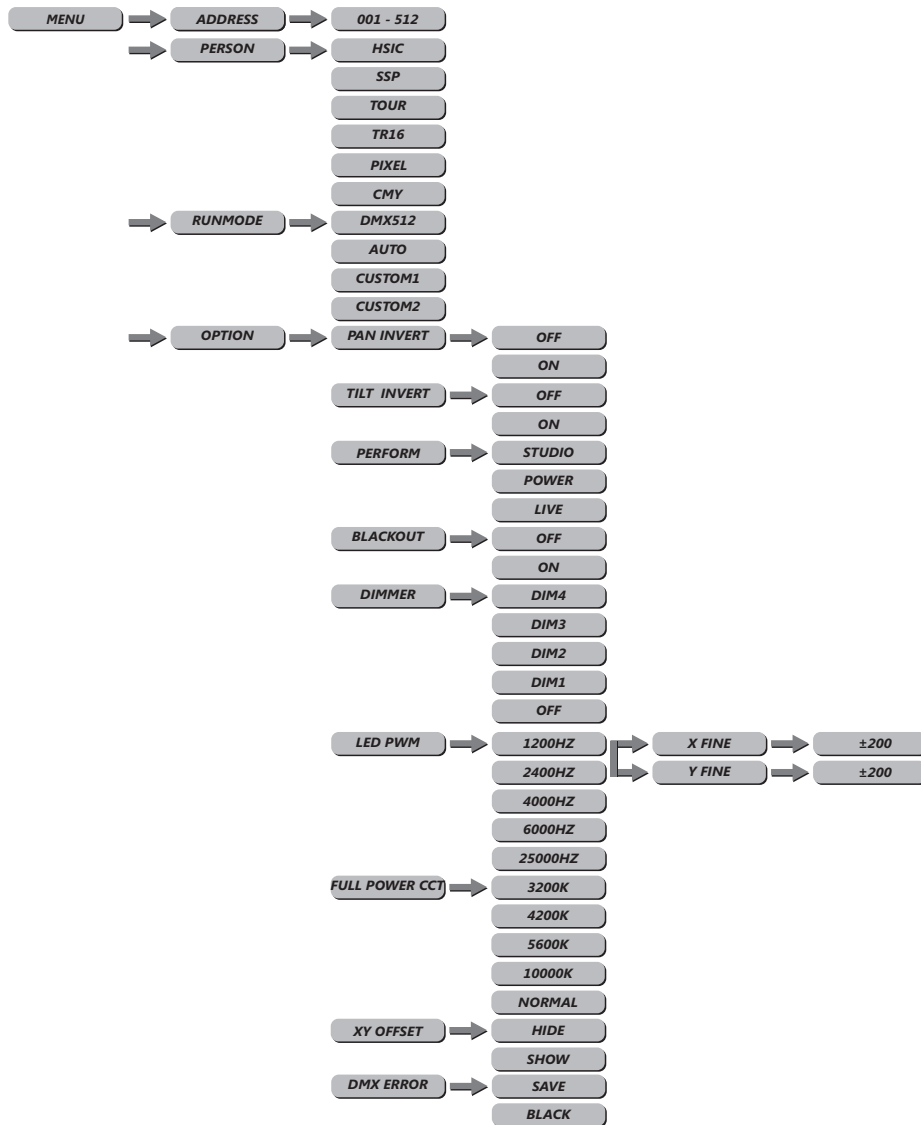 MENU ADDRESS 001 - 512
PERSON HSIC
SSP
TOUR
TR16
PIXEL
CMY
RUNMODE DMX512
AUTO
CUSTOM1
CUSTOM2
OPTION PAN INVERT OFF
ON
TILT INVERT OFF
ON
PERFORM STUDIO
POWER
LIVE
BLACKOUT OFF
ON
DIMMER DIM4
DIM3
DIM2
DIM1
OFF
LED PWM 1200HZ X FINE ±200
2400HZ Y FINE ±200
4000HZ
6000HZ
25000HZ
FULL POWER CCT 3200K
4200K
5600K
10000K
NORMAL
XY OFFSET HIDE
SHOW
DMX ERROR SAVE
BLACK